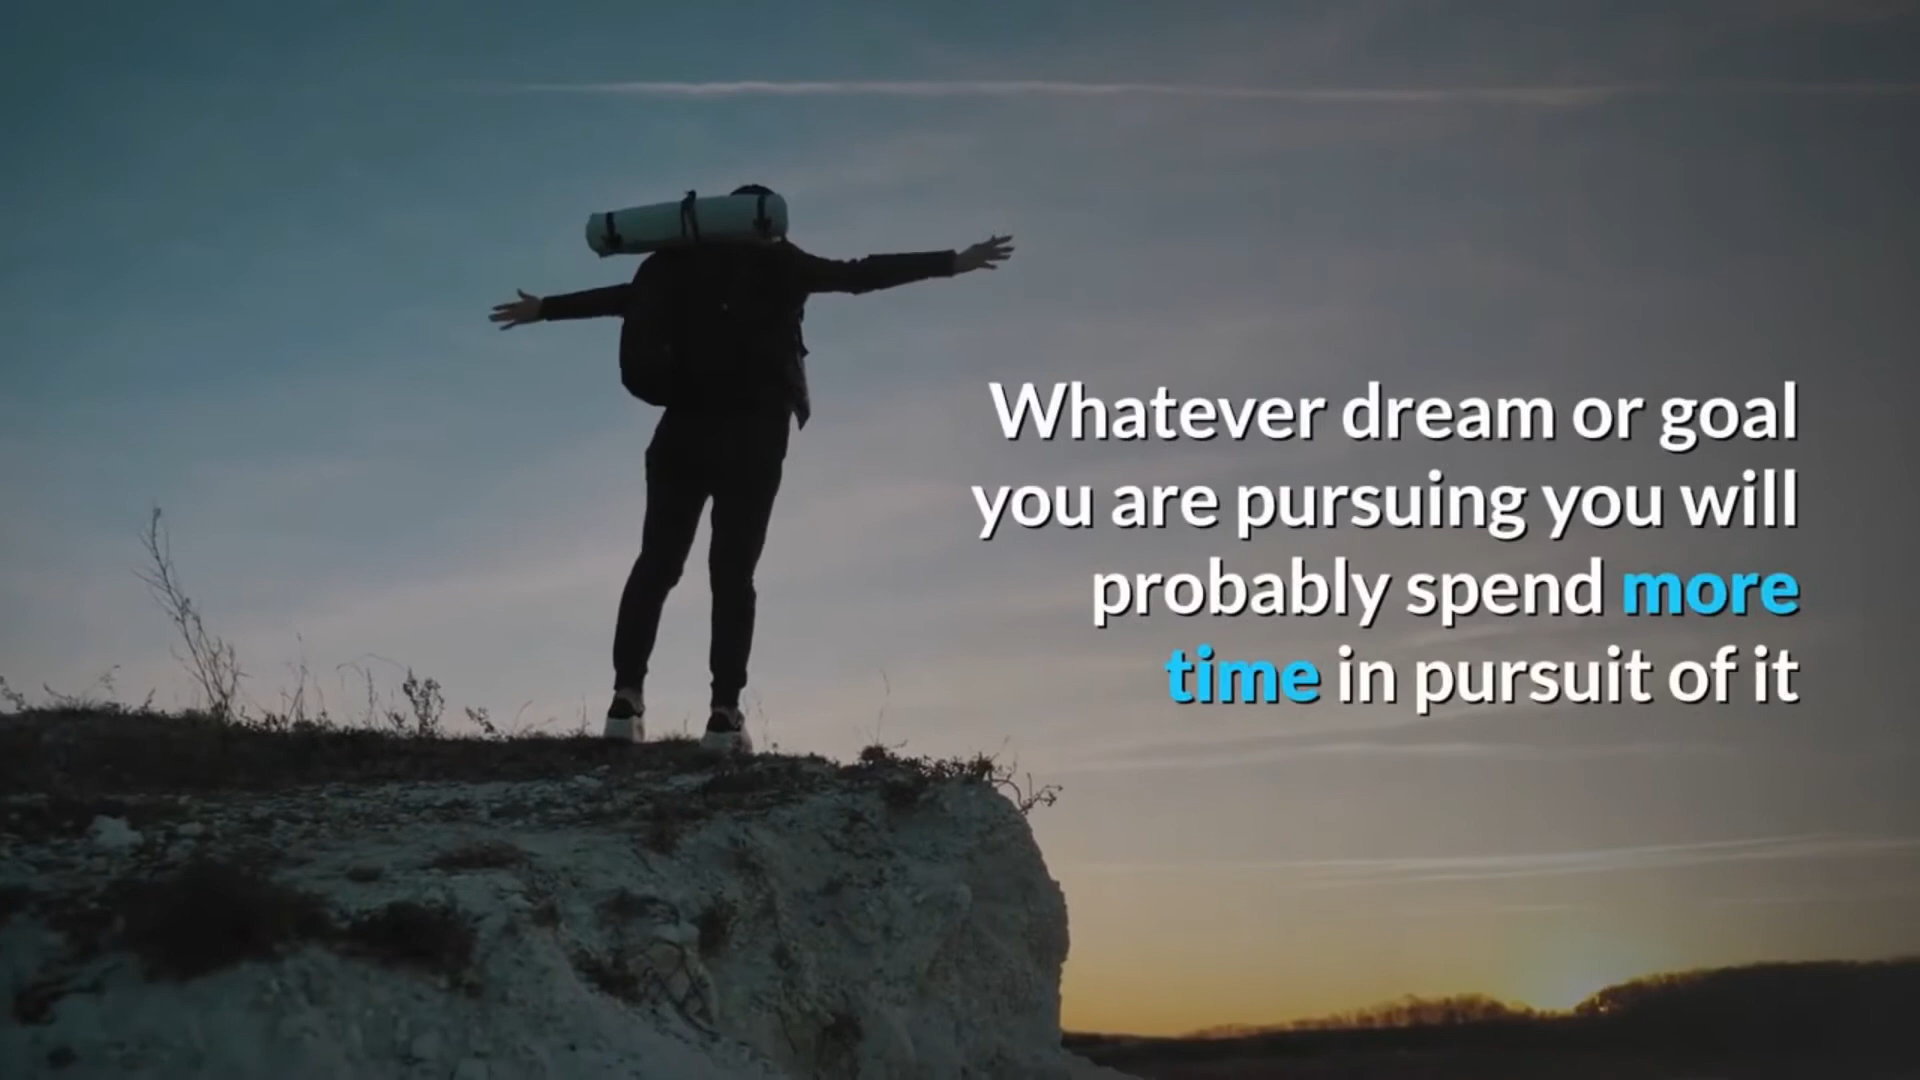 Whatever dream or goal
you are pursuing you will
probably spend more
time in pursuit of it